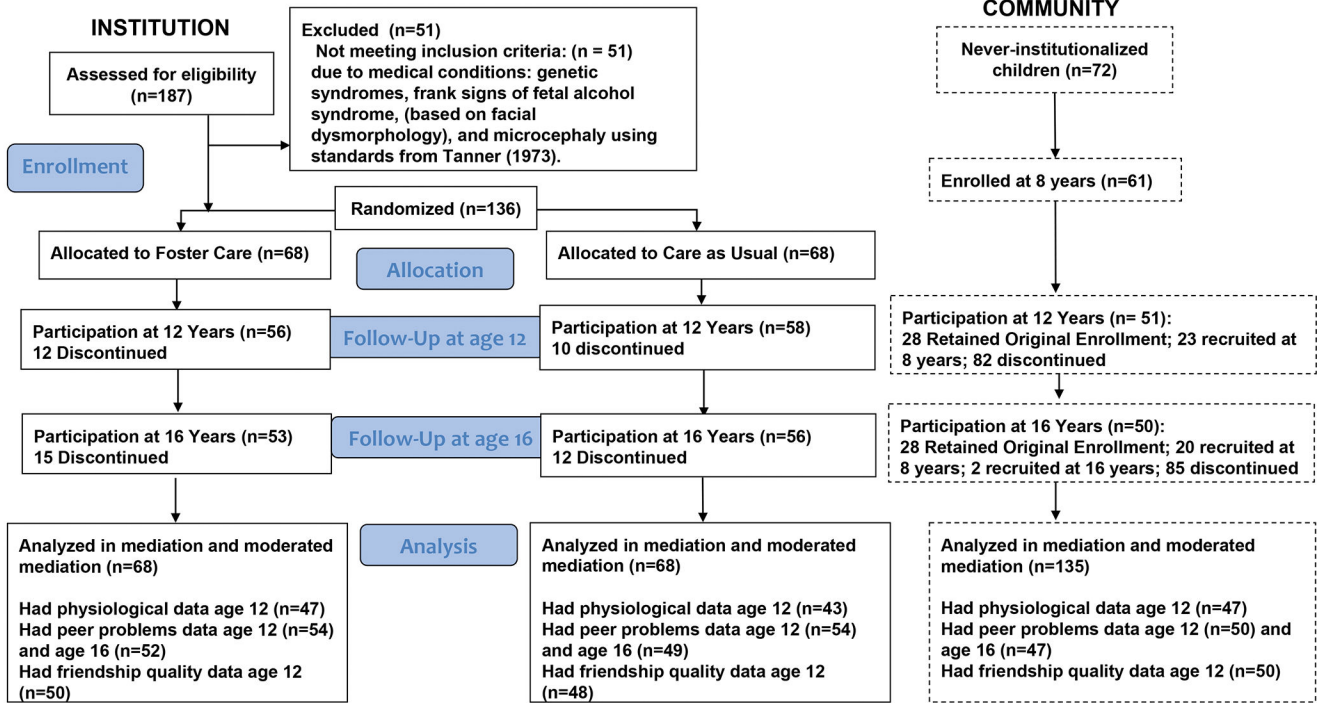 INSTITUTION
COMMUNITY
Assessed for eligibility
(n=187)
Excluded (n=51)
Not meeting inclusion criteria: (n = 51)
due to medical conditions: genetic
syndromes, frank signs of fetal alcohol
syndrome, (based on facial
dysmorphology), and microcephaly using
standards from Tanner (1973).
Never-institutionalized
children (n=72)
Enrollment
Enrolled at 8 years (n=61)
Randomized (n=136)
Allocated to Foster Care (n=68)
Allocation
Allocated to Care as Usual (n=68)
Participation at 12 Years (n=56)
12 Discontinued
Follow-Up at age 12
Participation at 12 Years (n=58)
10 discontinued
Participation at 12 Years (n= 51):
28 Retained Original Enrollment; 23 recruited at
8 years; 82 discontinued
Participation at 16 Years (n=53)
15 Discontinued
Follow-Up at age 16
Participation at 16 Years (n=56)
12 Discontinued
Participation at 16 Years (n=50):
28 Retained Original Enrollment; 20 recruited at
8 years; 2 recruited at 16 years; 85 discontinued
Analyzed in mediation and moderated
mediation (n=68)
Had physiological data age 12 (n=47)
Had peer problems data age 12 (n=54)
and age 16 (n=52)
Had friendship quality data age 12
(n=50)
Analysis
Analyzed in mediation and moderated
mediation (n=68)
Had physiological data age 12 (n=43)
Had peer problems data age 12 (n=54)
and age 16 (n=49)
Had friendship quality data age 12
(n=48)
Analyzed in mediation and moderated
mediation (n=135)
Had physiological data age 12 (n=47)
Had peer problems data age 12 (n=50) and
age 16 (n=47)
Had friendship quality data age 12 (n=50)